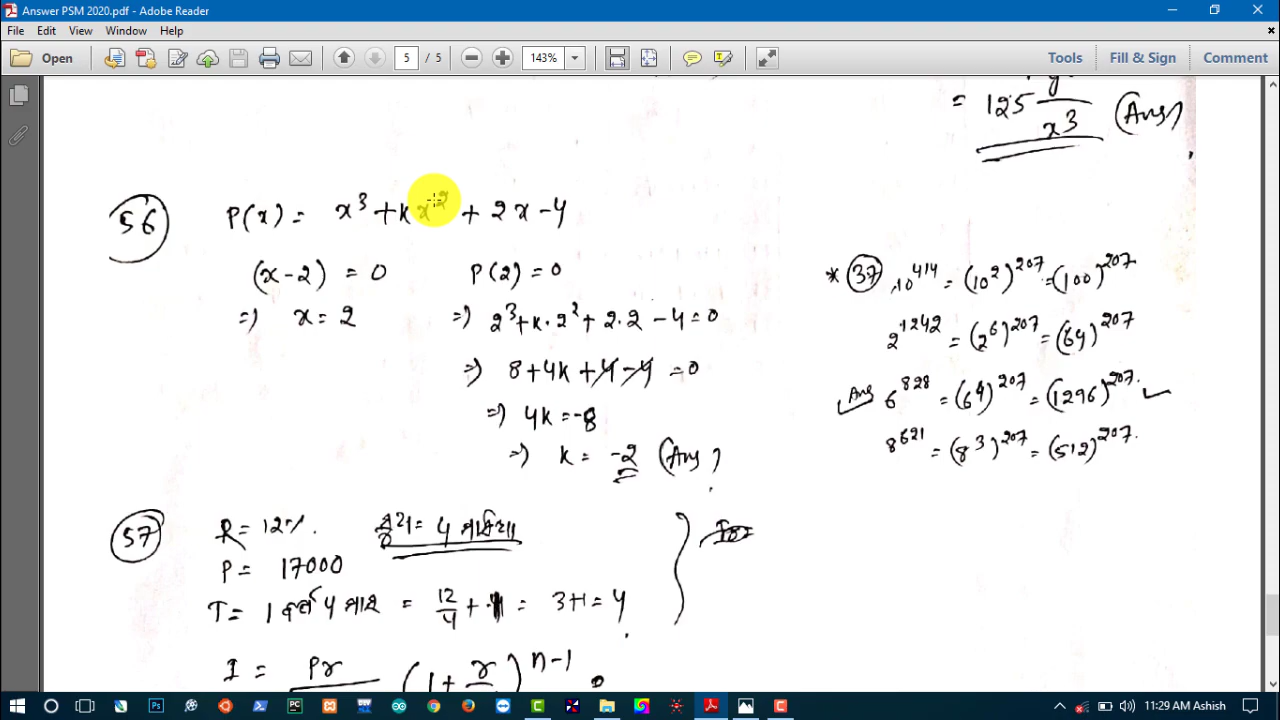 Answer PSM 2020.pdf - Adobe Reader
File Edit View Window Help
Open 5 / 5 143% Tools Fill & Sign Comment
= 125 y/x³ (Ans)
56 P(x) = x³ + kx² + 2x - 4
(x-2) = 0 P(2) = 0
⇒ x = 2 ⇒ 2³ + k·2² + 2·2 - 4 = 0
⇒ 8 + 4k + 4 - 4 = 0
⇒ 4k = -8
⇒ k = -2 (Ans)
* 37 10⁴¹⁴ = (10²)²⁰⁷ = (100)²⁰⁷
2¹²⁴² = (2⁶)²⁰⁷ = (64)²⁰⁷
Ans 6⁸²⁸ = (6⁴)²⁰⁷ = (1296)²⁰⁷ ✓
8⁶²¹ = (8³)²⁰⁷ = (512)²⁰⁷
57 R = 12%
P = 17000
T = 1 = 12/4 + 1 = 3+1 = 4
I = Pr (1 + r
n-1
11:29 AM Ashish